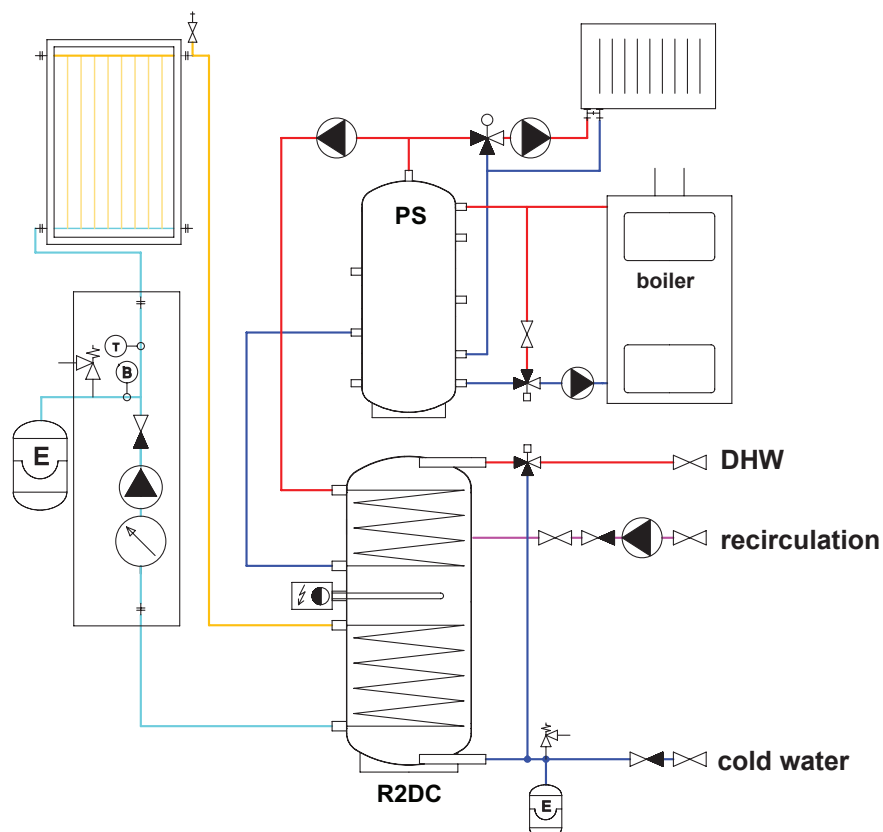 PS
boiler
T
B
E
DHW
recirculation
cold water
E
R2DC